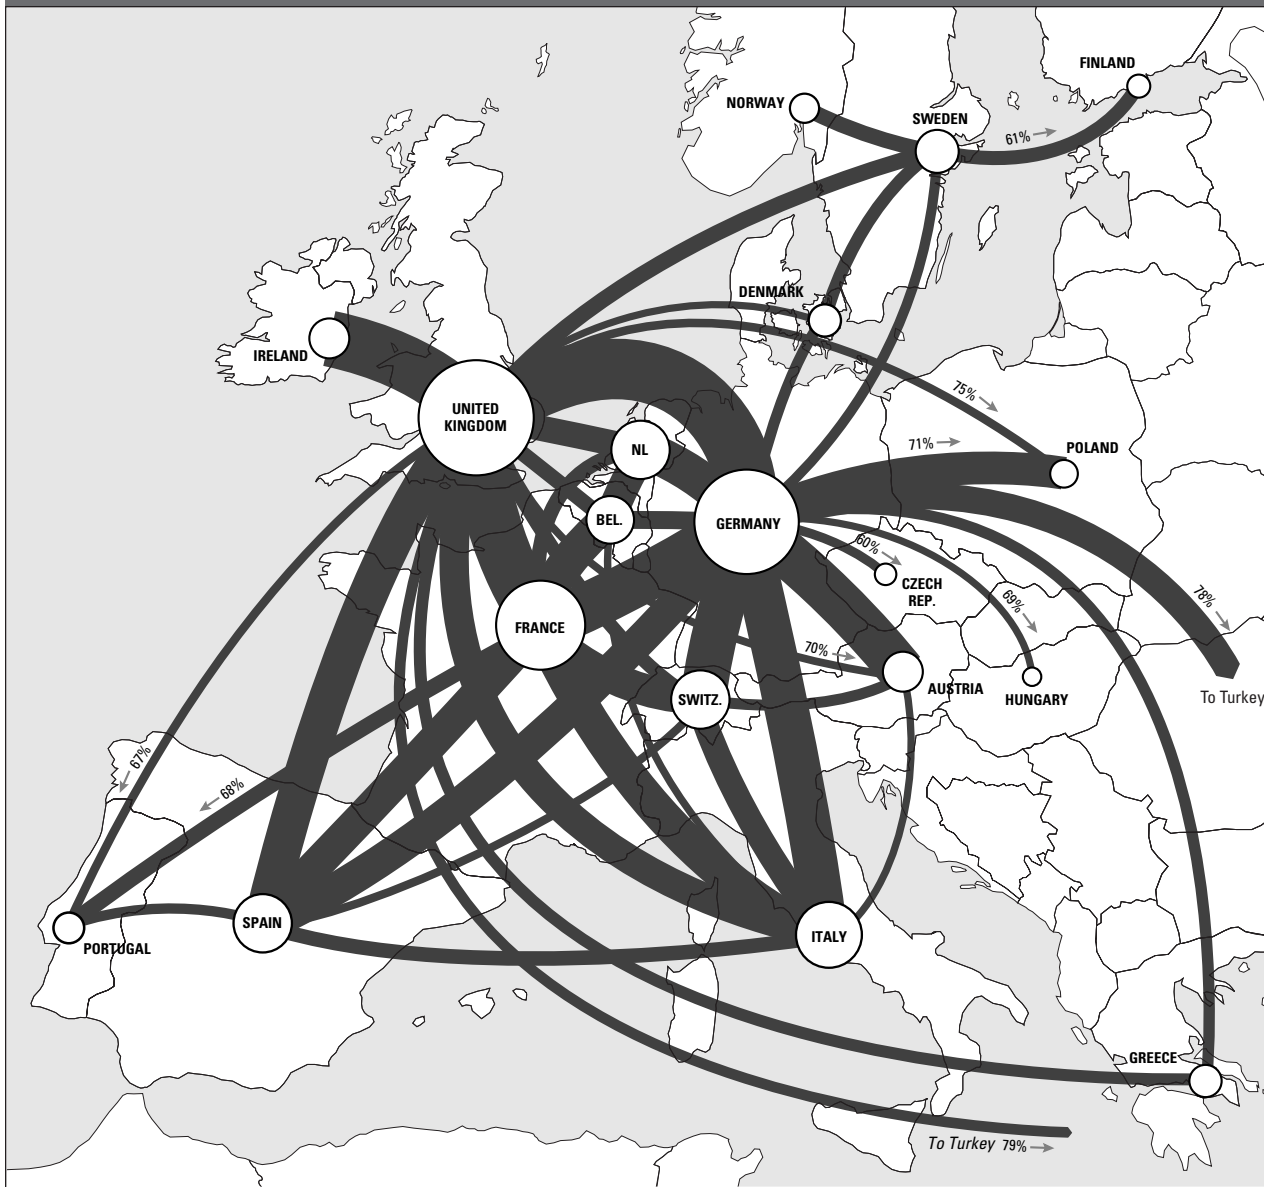 FINLAND
NORWAY
SWEDEN
61%
DENMARK
IRELAND
75%
UNITED
KINGDOM
71%
POLAND
NL
BEL.
GERMANY
60%
CZECH
REP.
69%
78%
FRANCE
70%
AUSTRIA
HUNGARY
To Turkey
SWITZ.
67%
68%
SPAIN
PORTUGAL
ITALY
GREECE
To Turkey 79%